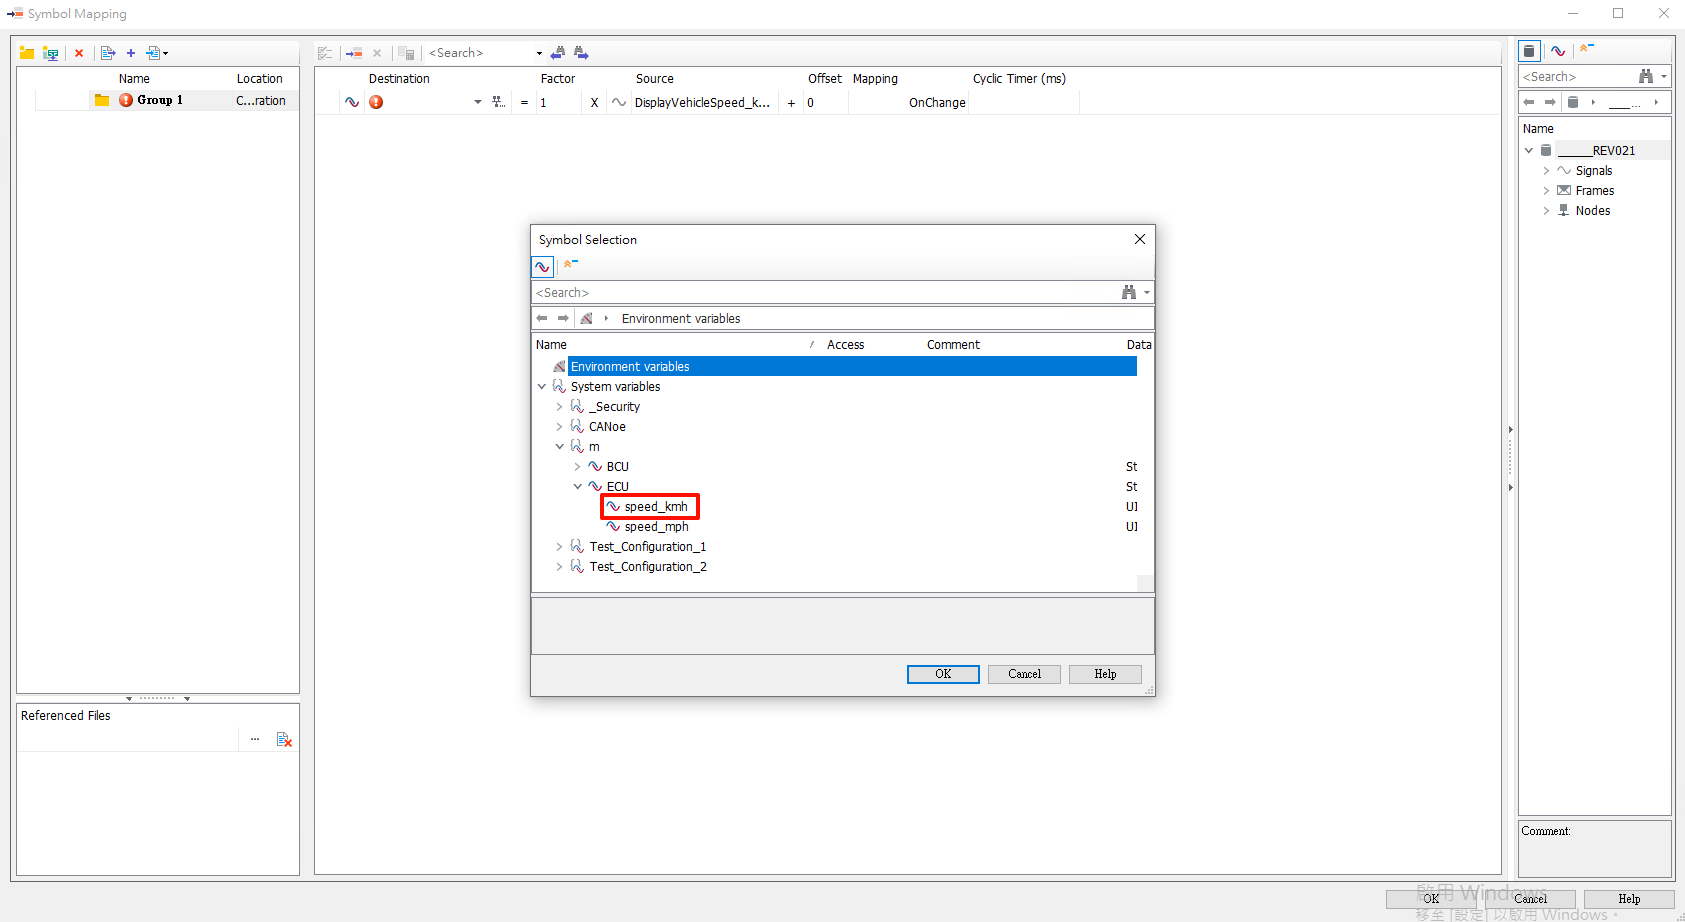 Symbol Mapping
Name Location
Group 1 C...ration
<Search>
Destination Factor Source Offset Mapping Cyclic Timer (ms)
= 1 X DisplayVehicleSpeed_k... + 0 OnChange
<Search>
____...
Name
_____REV021
Signals
Frames
Nodes
Symbol Selection
<Search>
Environment variables
Name Access Comment Data
Environment variables
System variables
_Security
CANoe
m
BCU St
ECU St
speed_kmh UI
speed_mph UI
Test_Configuration_1
Test_Configuration_2
OK Cancel Help
Referenced Files
...
Comment:
啟用 Windows
OK Cancel Help
移至 [設定] 以啟用 Windows。